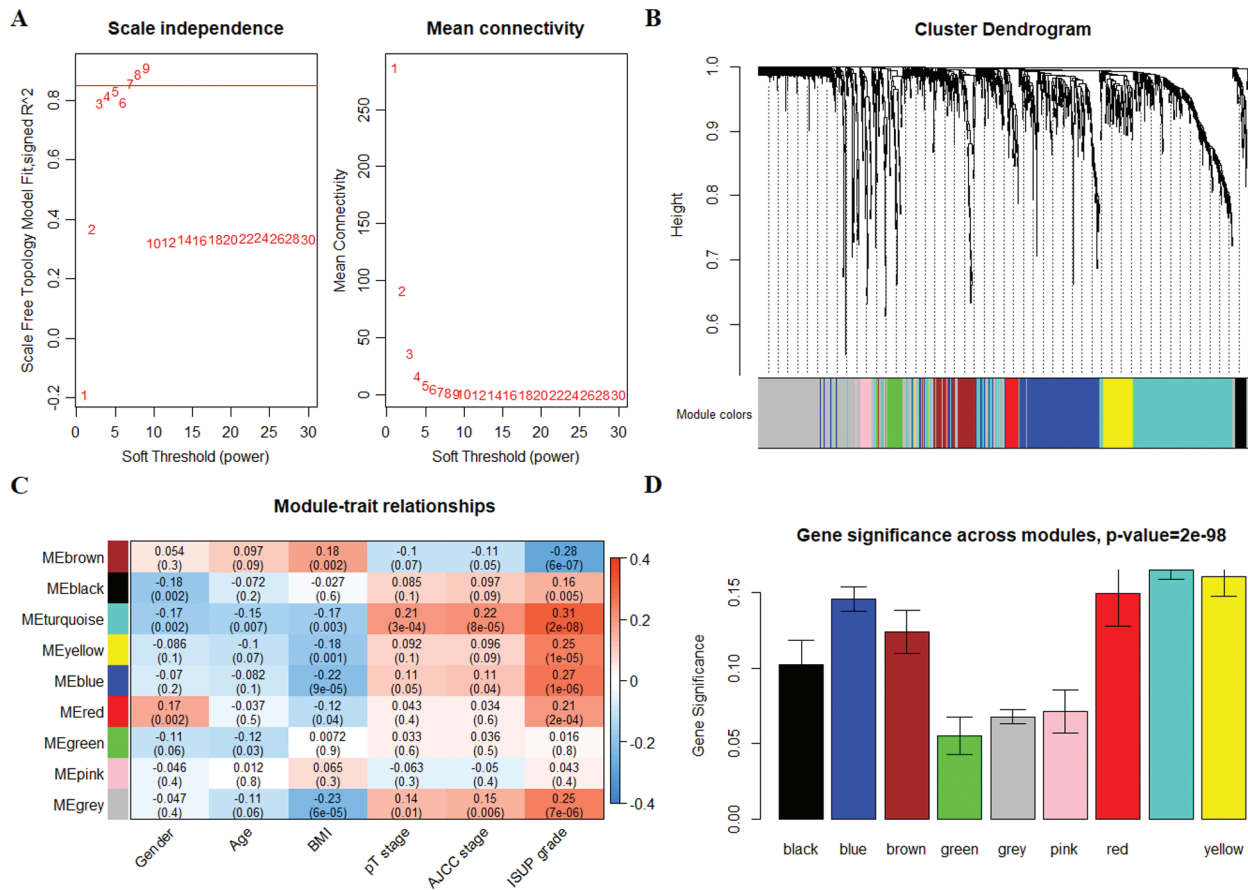 A
Scale independence
Scale Free Topology Model Fit,signed R^2
-0.2
0.0
0.2
0.4
0.6
0.8
1
2
3
4
5
6
7
8
9
10 12 14 16 18 20 22 24 26 28 30
0 5 10 15 20 25 30
Soft Threshold (power)
Mean connectivity
Mean Connectivity
0
50
100
150
200
250
1
2
3
4
5
6
7
8
9
10 12 14 16 18 20 22 24 26 28 30
0 5 10 15 20 25 30
Soft Threshold (power)
B
Cluster Dendrogram
Height
1.0
0.9
0.8
0.7
0.6
Module colors
C
Module-trait relationships
MEbrown 0.054 0.097 0.18 -0.1 -0.11 -0.28
(0.3) (0.09) (0.002) (0.07) (0.05) (6e-07)
MEblack -0.18 -0.072 -0.027 0.085 0.097 0.16
(0.002) (0.2) (0.6) (0.1) (0.09) (0.005)
MEturquoise -0.17 -0.15 -0.17 0.21 0.22 0.31
(0.002) (0.007) (0.003) (3e-04) (8e-05) (2e-08)
MEyellow -0.086 -0.1 -0.18 0.092 0.096 0.25
(0.1) (0.07) (0.001) (0.1) (0.09) (1e-05)
MEblue -0.07 -0.082 -0.22 0.11 0.11 0.27
(0.2) (0.1) (9e-05) (0.05) (0.04) (1e-06)
MEred 0.17 -0.037 -0.12 0.043 0.034 0.21
(0.002) (0.5) (0.04) (0.4) (0.6) (2e-04)
MEgreen -0.11 -0.12 0.0072 0.033 0.036 0.016
(0.06) (0.03) (0.9) (0.6) (0.5) (0.8)
MEpink -0.046 0.012 0.065 -0.063 -0.05 0.043
(0.4) (0.8) (0.3) (0.3) (0.4) (0.4)
MEgrey -0.047 -0.11 -0.23 0.14 0.15 0.25
(0.4) (0.06) (6e-05) (0.01) (0.006) (7e-06)
Gender Age BMI pT stage AJCC stage ISUP grade
0.4
0.2
0
-0.2
-0.4
D
Gene significance across modules, p-value=2e-98
Gene Significance
0.15
0.10
0.05
0.00
black blue brown green grey pink red yellow